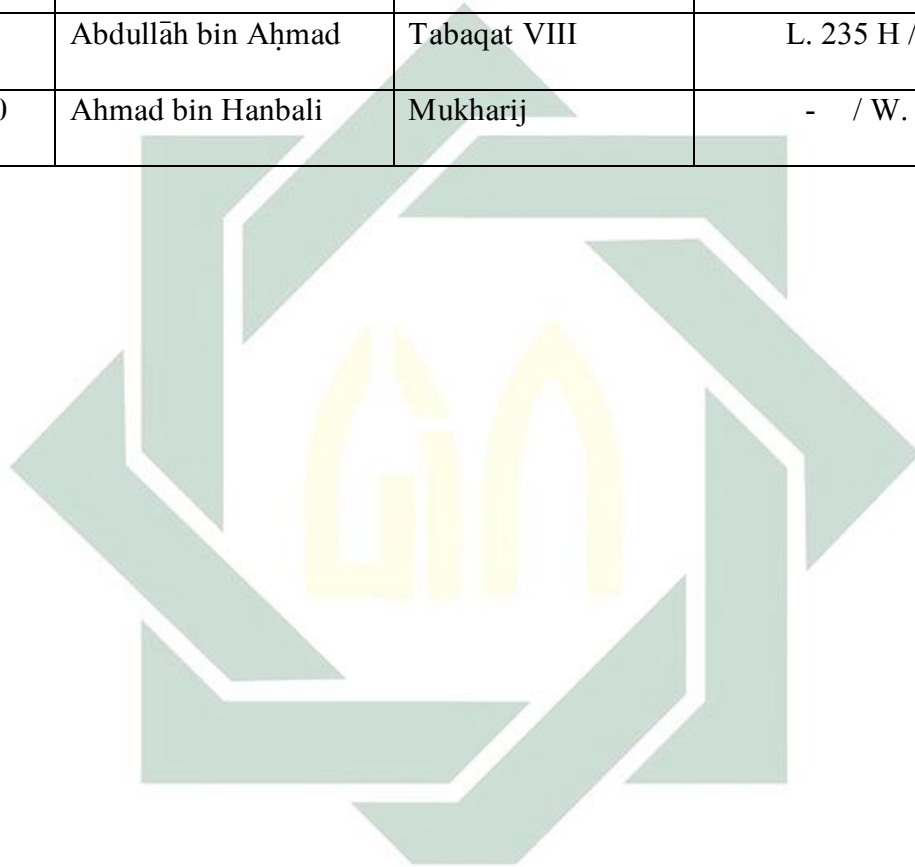 Abdullāh bin Aḥmad Tabaqat VIII L. 235 H /
Ahmad bin Hanbali Mukharij - / W.